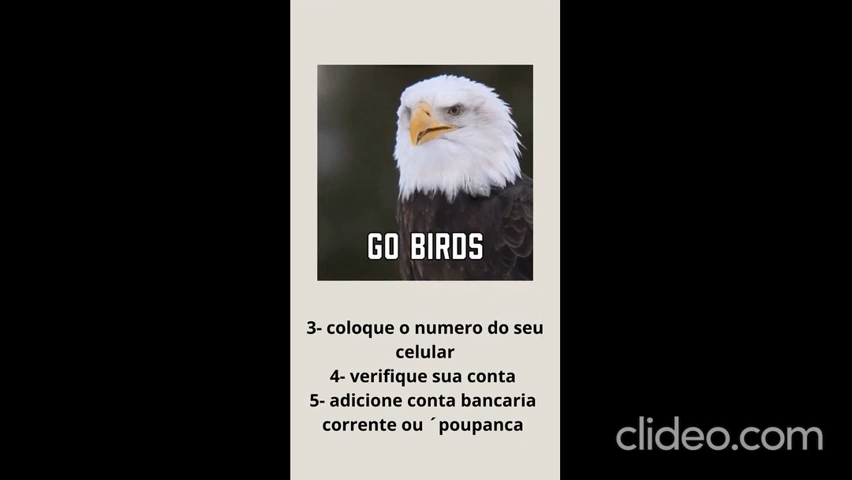 GO BIRDS
3- coloque o numero do seu
celular
4- verifique sua conta
5- adicione conta bancaria
corrente ou ´poupanca
clideo.com